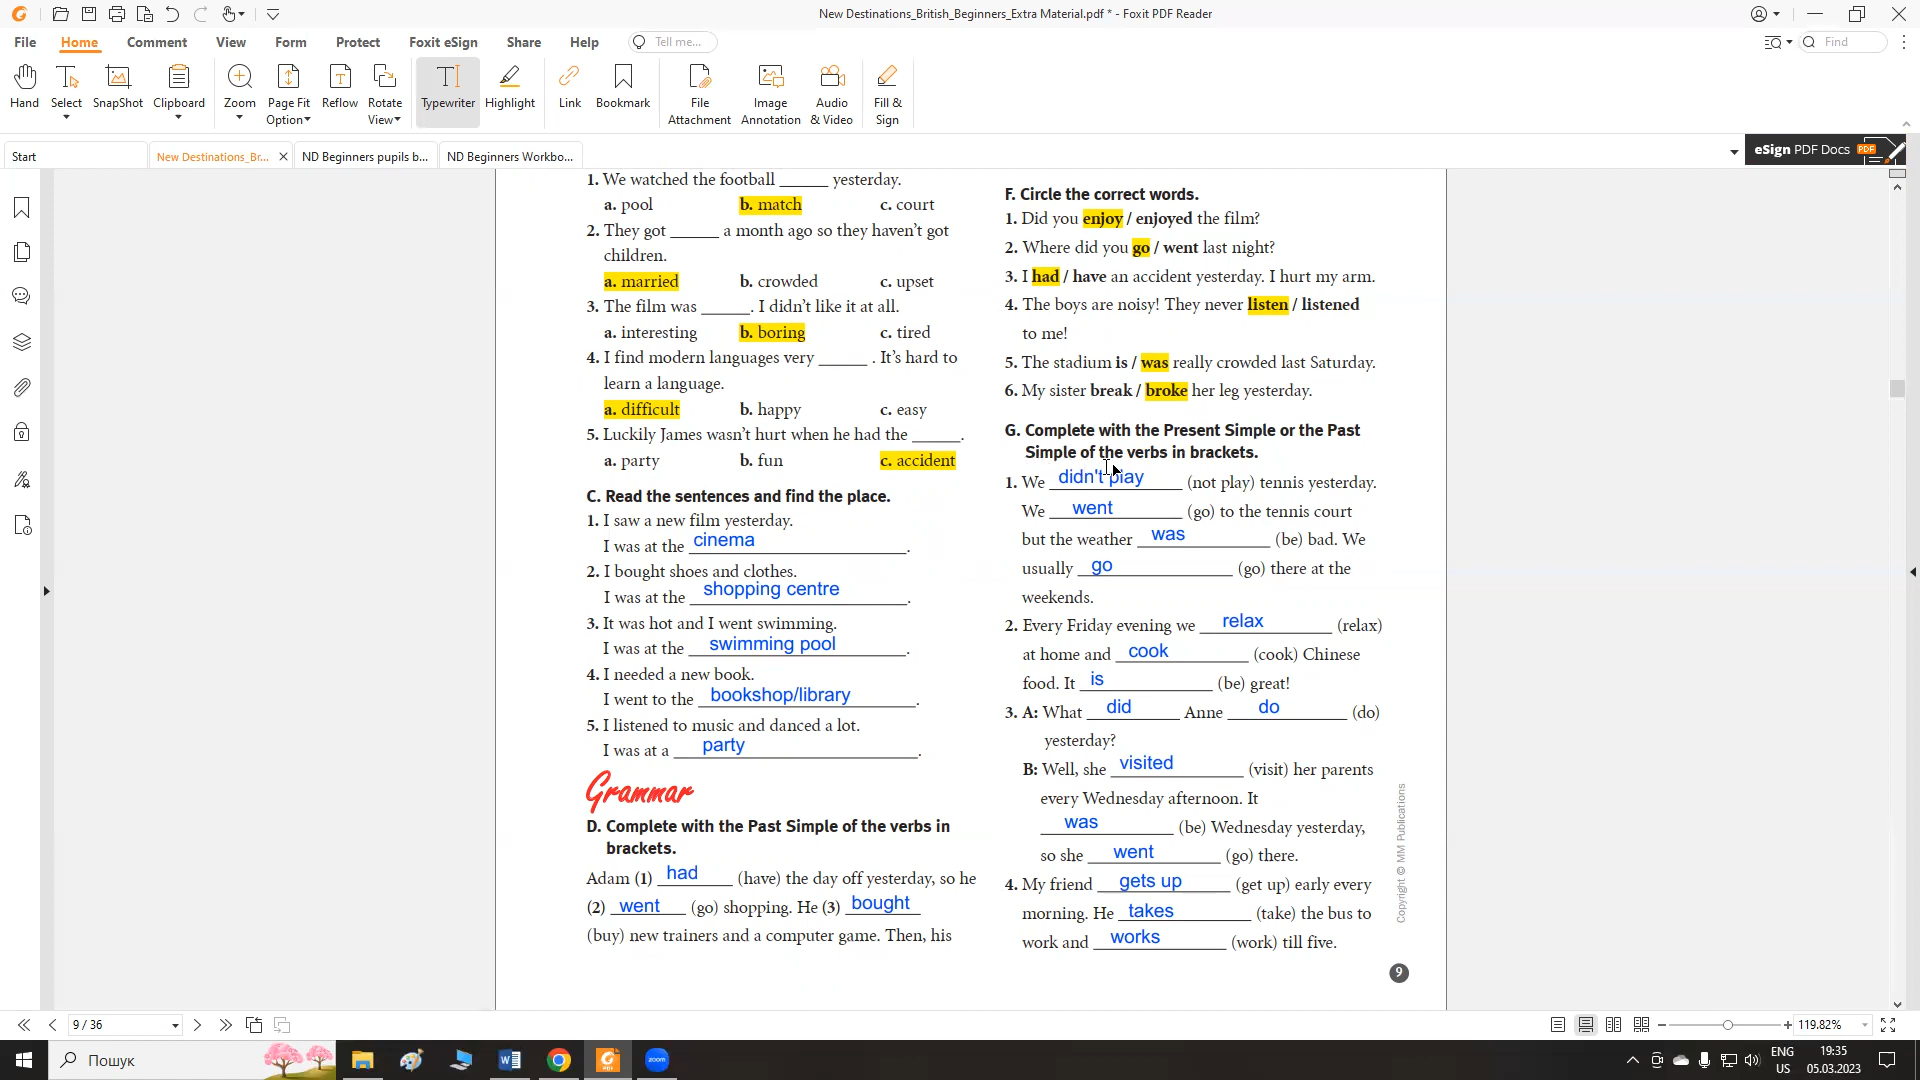 New Destinations_British_Beginners_Extra Material.pdf * - Foxit PDF Reader
File Home Comment View Form Protect Foxit eSign Share Help Tell me... Find
Hand Select SnapShot Clipboard Zoom Page Fit Option Reflow Rotate View Typewriter Highlight Link Bookmark File Attachment Image Annotation Audio & Video Fill & Sign
Start New Destinations_Br... ND Beginners pupils b... ND Beginners Workbo... eSign PDF Docs PDF
1. We watched the football ______ yesterday.
a. pool b. match c. court
2. They got ______ a month ago so they haven't got
children.
a. married b. crowded c. upset
3. The film was ______. I didn't like it at all.
a. interesting b. boring c. tired
4. I find modern languages very ______ . It's hard to
learn a language.
a. difficult b. happy c. easy
5. Luckily James wasn't hurt when he had the ______.
a. party b. fun c. accident
C. Read the sentences and find the place.
1. I saw a new film yesterday.
I was at the cinema.
2. I bought shoes and clothes.
I was at the shopping centre.
3. It was hot and I went swimming.
I was at the swimming pool.
4. I needed a new book.
I went to the bookshop/library.
5. I listened to music and danced a lot.
I was at a party.
Grammar
D. Complete with the Past Simple of the verbs in
brackets.
Adam (1) had (have) the day off yesterday, so he
(2) went (go) shopping. He (3) bought
(buy) new trainers and a computer game. Then, his
F. Circle the correct words.
1. Did you enjoy / enjoyed the film?
2. Where did you go / went last night?
3. I had / have an accident yesterday. I hurt my arm.
4. The boys are noisy! They never listen / listened
to me!
5. The stadium is / was really crowded last Saturday.
6. My sister break / broke her leg yesterday.
G. Complete with the Present Simple or the Past
Simple of the verbs in brackets.
1. We didn't play (not play) tennis yesterday.
We went (go) to the tennis court
but the weather was (be) bad. We
usually go (go) there at the
weekends.
2. Every Friday evening we relax (relax)
at home and cook (cook) Chinese
food. It is (be) great!
3. A: What did Anne do (do)
yesterday?
B: Well, she visited (visit) her parents
every Wednesday afternoon. It
was (be) Wednesday yesterday,
so she went (go) there.
4. My friend gets up (get up) early every
morning. He takes (take) the bus to
work and works (work) till five.
Copyright © MM Publications
9
9 / 36 119.82%
Пошук zoom ENG US 19:35 05.03.2023